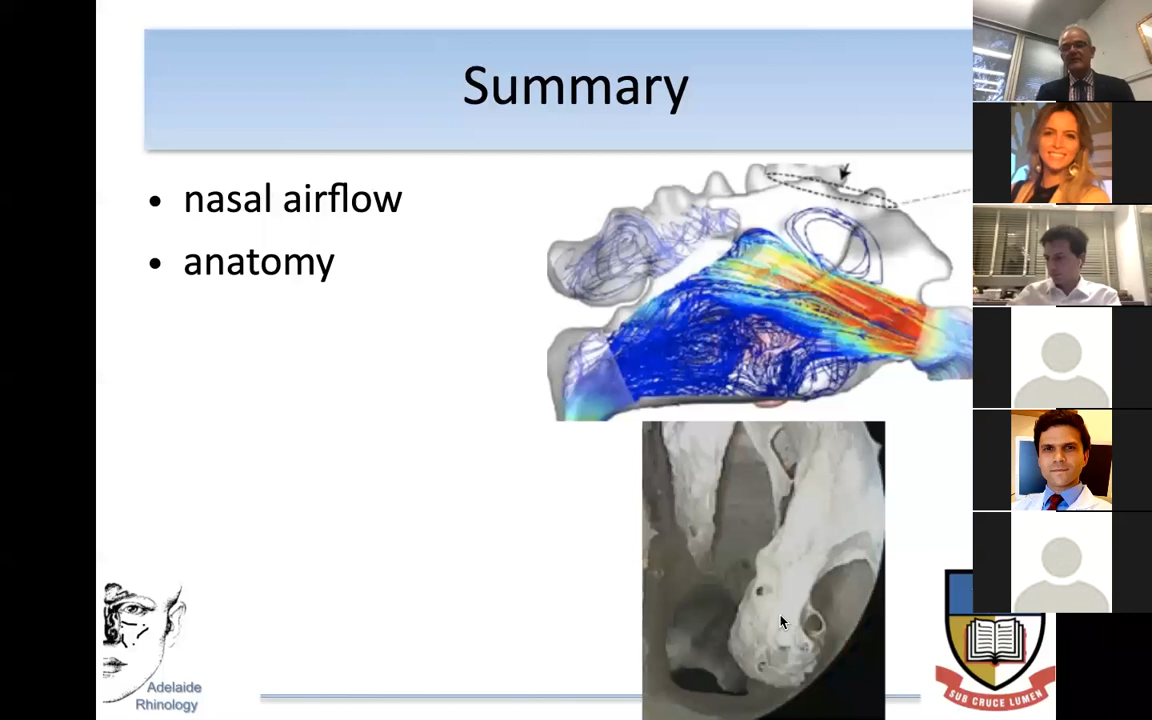 Summary
• nasal airflow
• anatomy
Adelaide
Rhinology
SUB CRUCE LUMEN